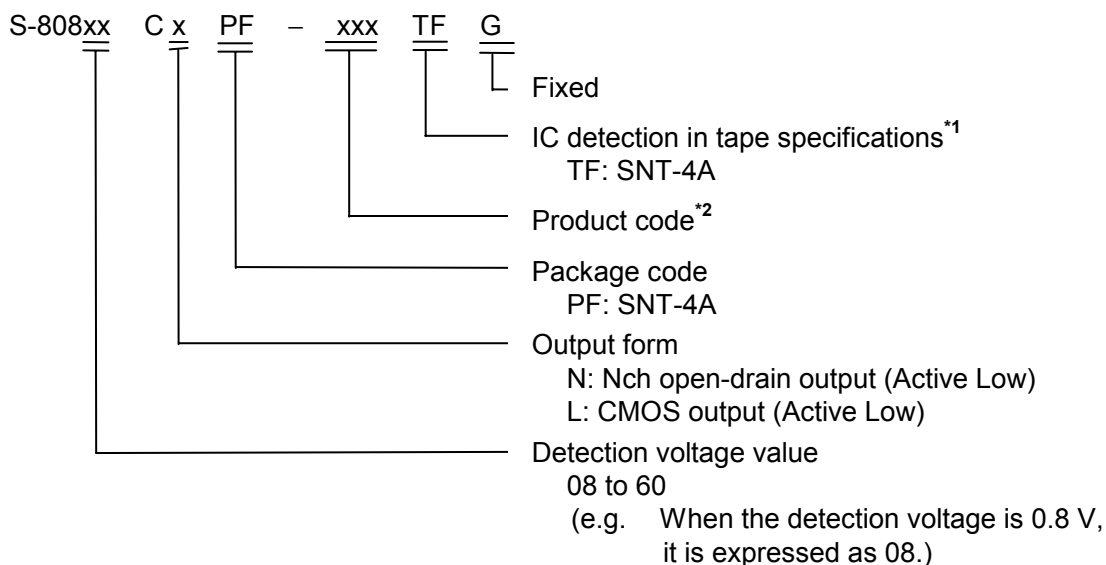 S-808xx C x PF – xxx TF G
Fixed
IC detection in tape specifications*1
TF: SNT-4A
Product code*2
Package code
PF: SNT-4A
Output form
N: Nch open-drain output (Active Low)
L: CMOS output (Active Low)
Detection voltage value
08 to 60
(e.g. When the detection voltage is 0.8 V,
it is expressed as 08.)